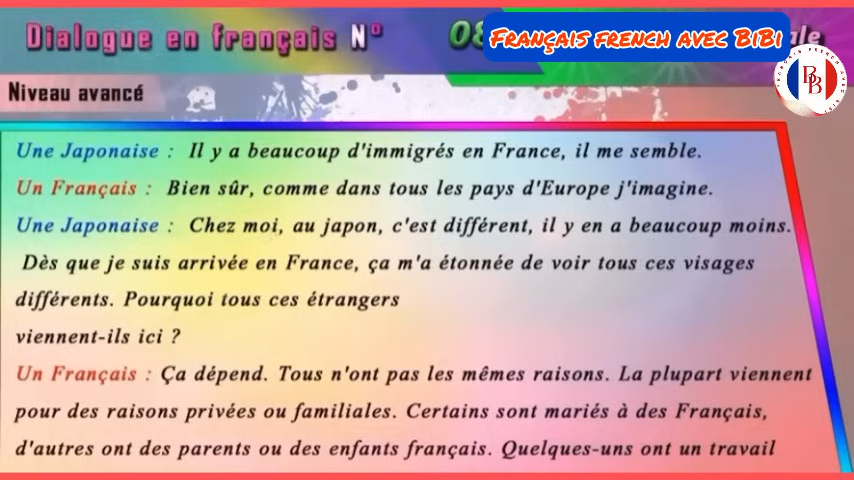 Dialogue en français N° 08
Français french avec BiBi
Niveau avancé
Une Japonaise : Il y a beaucoup d'immigrés en France, il me semble.
Un Français : Bien sûr, comme dans tous les pays d'Europe j'imagine.
Une Japonaise : Chez moi, au japon, c'est différent, il y en a beaucoup moins.
Dès que je suis arrivée en France, ça m'a étonnée de voir tous ces visages
différents. Pourquoi tous ces étrangers
viennent-ils ici ?
Un Français : Ça dépend. Tous n'ont pas les mêmes raisons. La plupart viennent
pour des raisons privées ou familiales. Certains sont mariés à des Français,
d'autres ont des parents ou des enfants français. Quelques-uns ont un travail